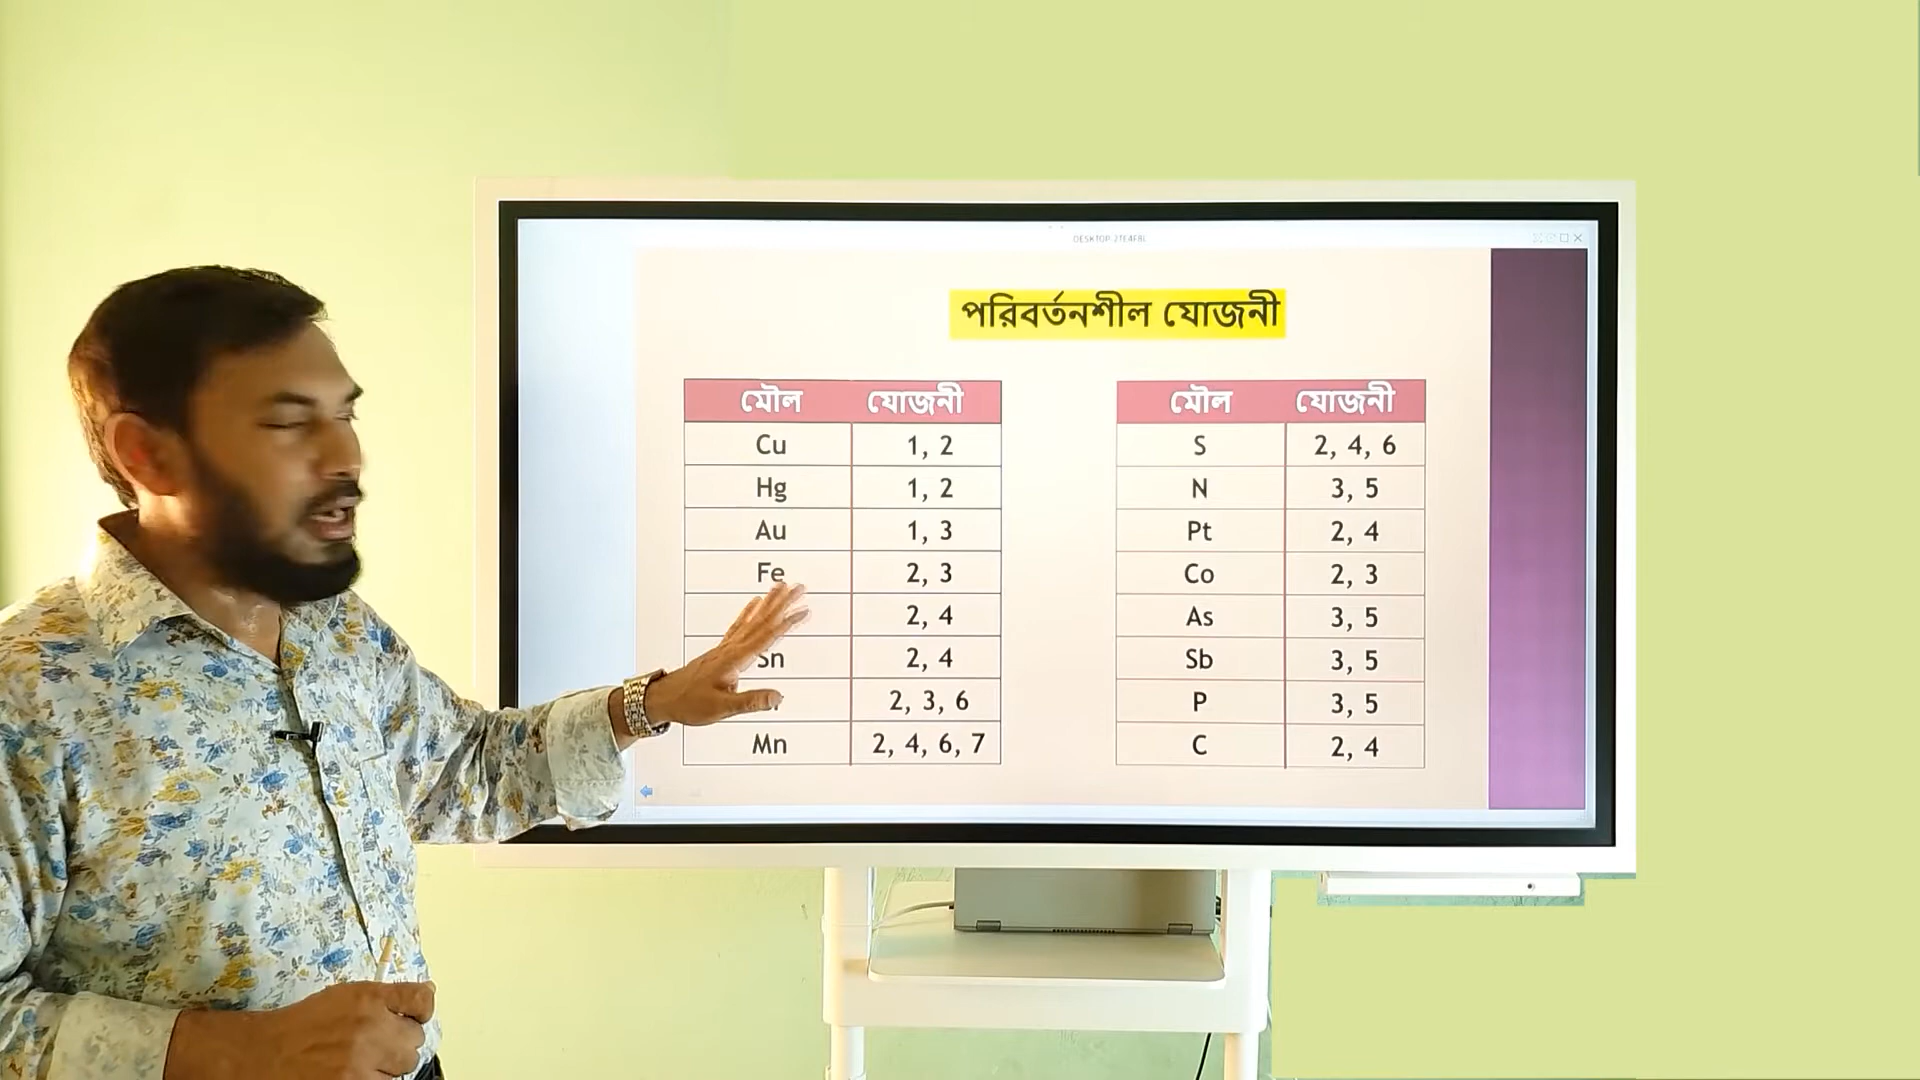 DESKTOP-2TE4F8L
পরিবর্তনশীল যোজনী
মৌল যোজনী
Cu 1, 2
Hg 1, 2
Au 1, 3
Fe 2, 3
2, 4
Sn 2, 4
2, 3, 6
Mn 2, 4, 6, 7
মৌল যোজনী
S 2, 4, 6
N 3, 5
Pt 2, 4
Co 2, 3
As 3, 5
Sb 3, 5
P 3, 5
C 2, 4